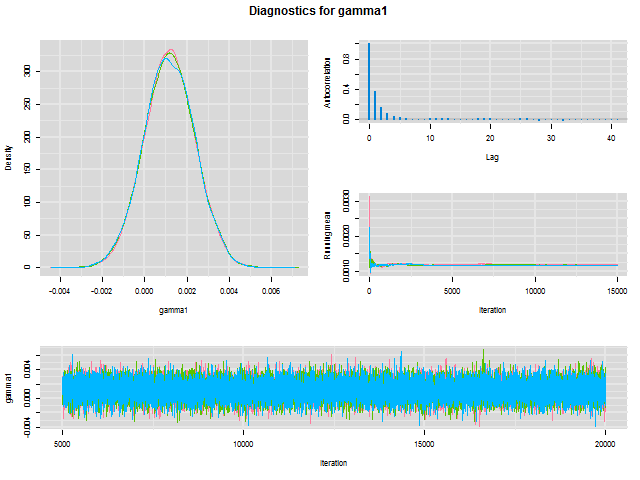 Diagnostics for gamma1
Density
0 50 100 150 200 250 300
-0.004 -0.002 0.000 0.002 0.004 0.006
gamma1
Autocorrelation
0.0 0.4 0.8
0 10 20 30 40
Lag
Running mean
0.0010 0.0020 0.0030
0 5000 10000 15000
Iteration
gamma1
-0.004 0.000 0.004
5000 10000 15000 20000
Iteration